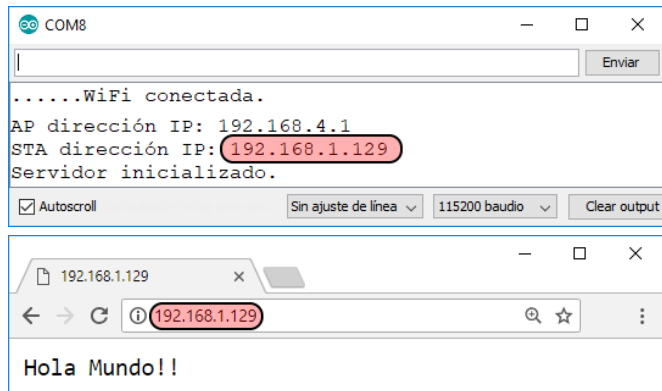 COM8
Enviar
......WiFi conectada.
AP dirección IP: 192.168.4.1
STA dirección IP: 192.168.1.129
Servidor inicializado.
Autoscroll Sin ajuste de línea 115200 baudio Clear output
192.168.1.129
192.168.1.129
Hola Mundo!!